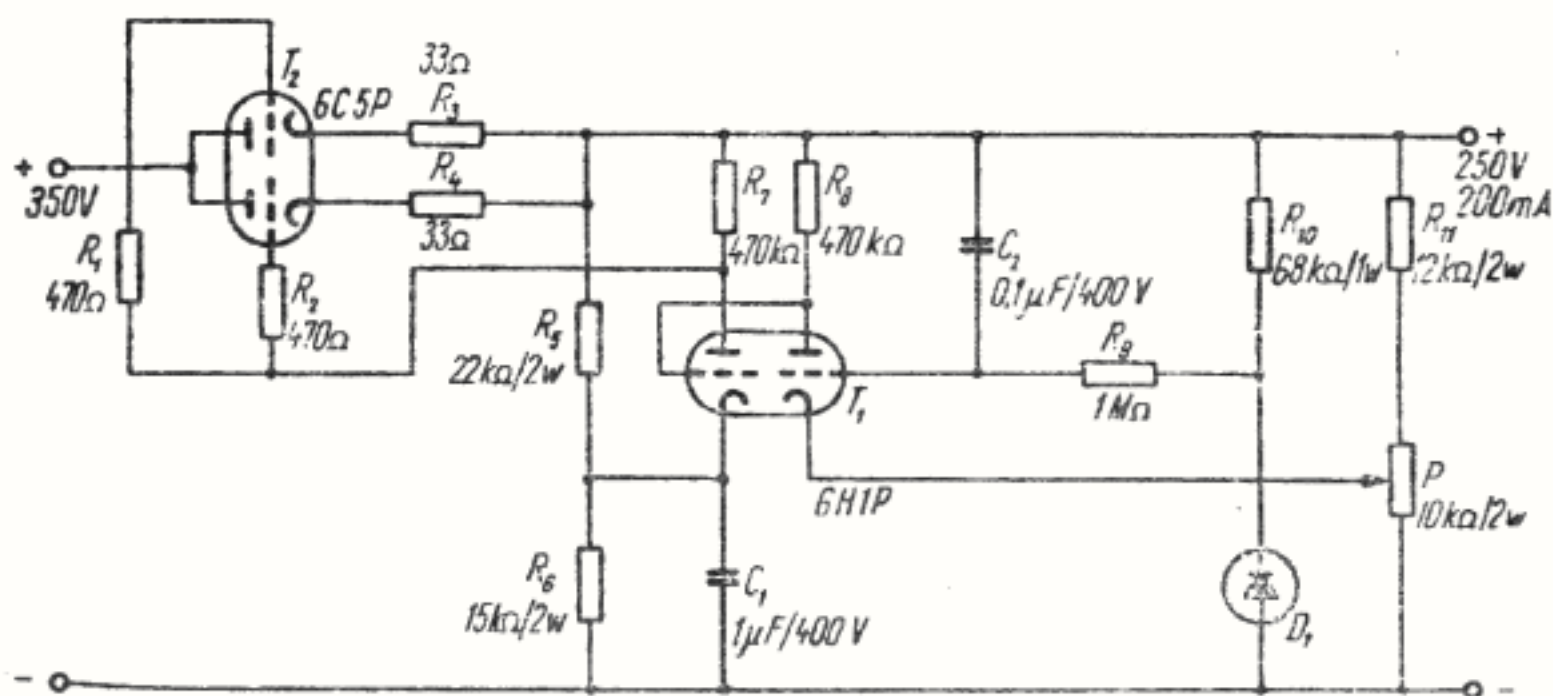 T₂
6C5P
33Ω
R₃
R₄
33Ω
+
350V
R₁
470Ω
R₂
470Ω
R₇
470kΩ
R₈
470kΩ
C₂
0,1μF/400V
R₁₀
68kΩ/1w
+
250V
200mA
R₁₁
12kΩ/2w
R₅
22kΩ/2w
R₉
1MΩ
T₁
6H1P
P
10kΩ/2w
R₆
15kΩ/2w
C₁
1μF/400V
D₁
-
-